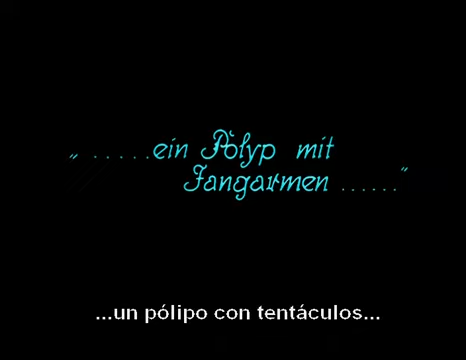 „.....ein Polyp mit
Fangarmen......"
...un pólipo con tentáculos...